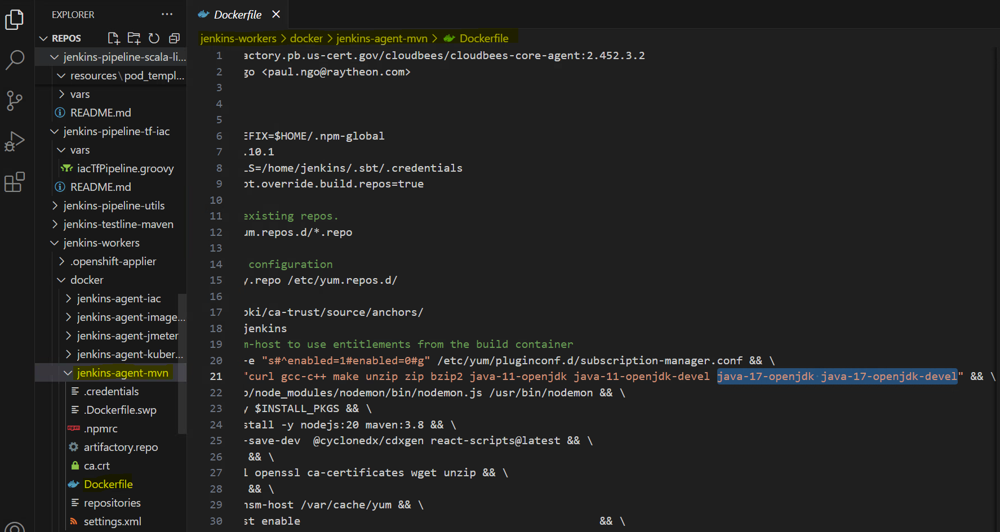 EXPLORER
REPOS
jenkins-pipeline-scala-li...
resources\pod_templ...
vars
README.md
jenkins-pipeline-tf-iac
vars
iacTfPipeline.groovy
README.md
jenkins-pipeline-utils
jenkins-testline-maven
jenkins-workers
.openshift-applier
docker
jenkins-agent-iac
jenkins-agent-image...
jenkins-agent-jmeter
jenkins-agent-kuber...
jenkins-agent-mvn
.credentials
.Dockerfile.swp
npm .npmrc
artifactory.repo
ca.crt
Dockerfile
repositories
settings.xml
Dockerfile
jenkins-workers > docker > jenkins-agent-mvn > Dockerfile
1 actory.pb.us-cert.gov/cloudbees/cloudbees-core-agent:2.452.3.2
2 go <paul.ngo@raytheon.com>
3
4
5
6 EFIX=$HOME/.npm-global
7 .10.1
8 LS=/home/jenkins/.sbt/.credentials
9 pt.override.build.repos=true
10
11 existing repos.
12 um.repos.d/*.repo
13
14 configuration
15 y.repo /etc/yum.repos.d/
16
17 pki/ca-trust/source/anchors/
18 jenkins
19 m-host to use entitlements from the build container
20 -e "s#^enabled=1#enabled=0#g" /etc/yum/pluginconf.d/subscription-manager.conf && \
21 "curl gcc-c++ make unzip zip bzip2 java-11-openjdk java-11-openjdk-devel java-17-openjdk java-17-openjdk-devel" && \
22 b/node_modules/nodemon/bin/nodemon.js /usr/bin/nodemon && \
23 y $INSTALL_PKGS && \
24 stall -y nodejs:20 maven:3.8 && \
25 -save-dev @cyclonedx/cdxgen react-scripts@latest && \
26 && \
27 l openssl ca-certificates wget unzip && \
28 && \
29 hsm-host /var/cache/yum && \
30 st enable && \